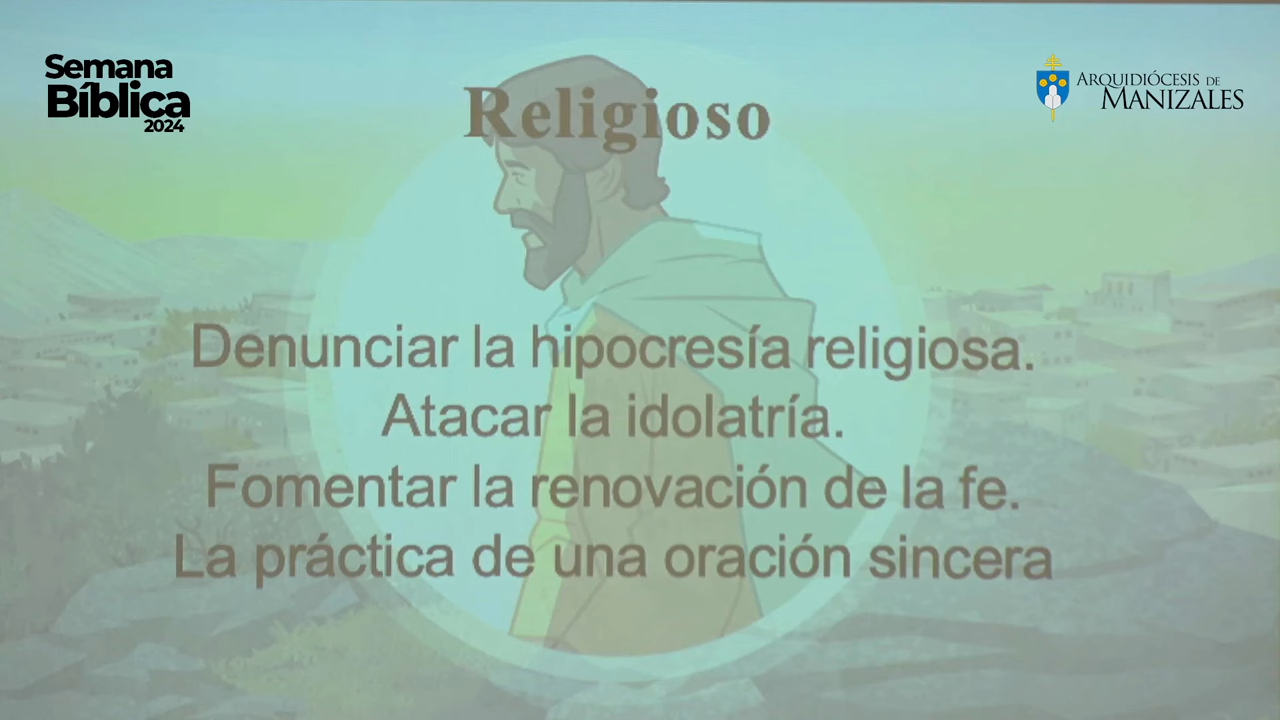 Semana
Bíblica
2024
ARQUIDIÓCESIS DE
MANIZALES
Religioso
Denunciar la hipocresía religiosa.
Atacar la idolatría.
Fomentar la renovación de la fe.
La práctica de una oración sincera